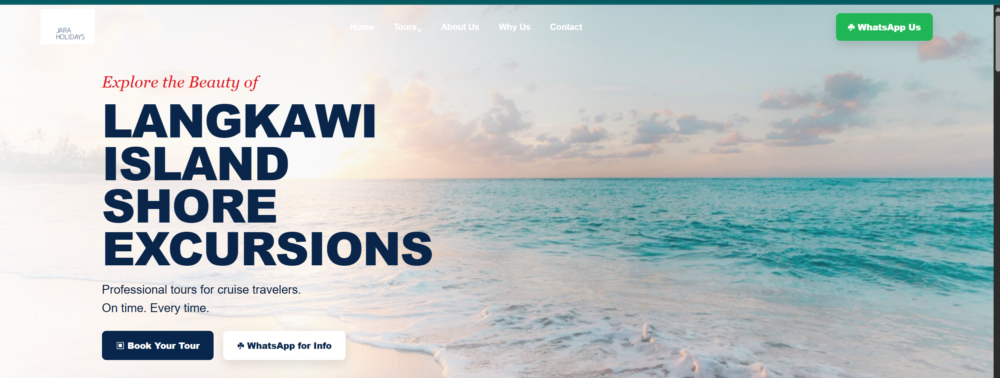 JARA
HOLIDAYS
Home Toursv About Us Why Us Contact
☘ WhatsApp Us
Explore the Beauty of
LANGKAWI
ISLAND
SHORE
EXCURSIONS
Professional tours for cruise travelers.
On time. Every time.
▣ Book Your Tour ☘ WhatsApp for Info